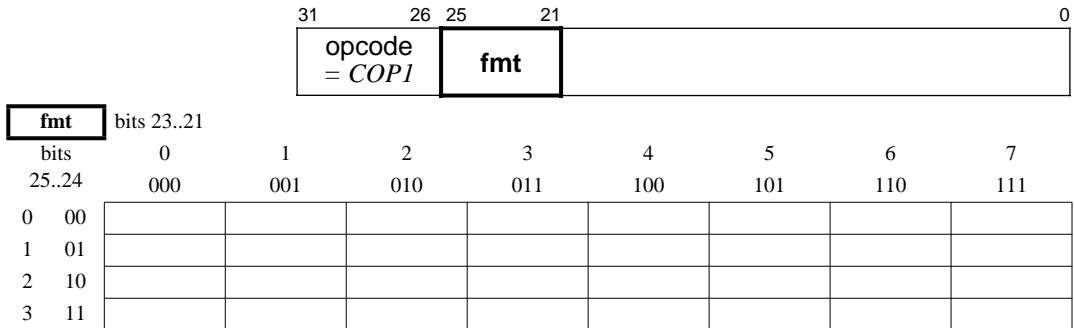 31 26 25 21 0
opcode
= COP1
fmt
fmt bits 23..21
bits 0 1 2 3 4 5 6 7
25..24 000 001 010 011 100 101 110 111
0 00
1 01
2 10
3 11